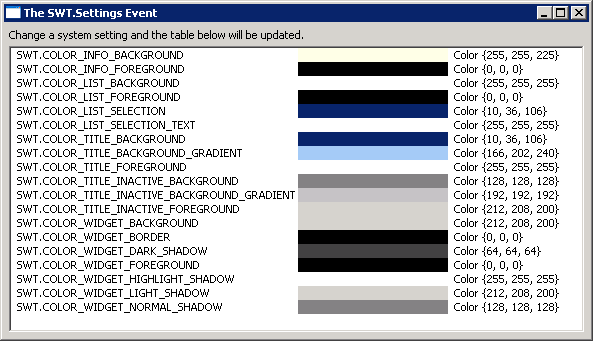 The SWT.Settings Event
Change a system setting and the table below will be updated.
SWT.COLOR_INFO_BACKGROUND Color {255, 255, 225}
SWT.COLOR_INFO_FOREGROUND Color {0, 0, 0}
SWT.COLOR_LIST_BACKGROUND Color {255, 255, 255}
SWT.COLOR_LIST_FOREGROUND Color {0, 0, 0}
SWT.COLOR_LIST_SELECTION Color {10, 36, 106}
SWT.COLOR_LIST_SELECTION_TEXT Color {255, 255, 255}
SWT.COLOR_TITLE_BACKGROUND Color {10, 36, 106}
SWT.COLOR_TITLE_BACKGROUND_GRADIENT Color {166, 202, 240}
SWT.COLOR_TITLE_FOREGROUND Color {255, 255, 255}
SWT.COLOR_TITLE_INACTIVE_BACKGROUND Color {128, 128, 128}
SWT.COLOR_TITLE_INACTIVE_BACKGROUND_GRADIENT Color {192, 192, 192}
SWT.COLOR_TITLE_INACTIVE_FOREGROUND Color {212, 208, 200}
SWT.COLOR_WIDGET_BACKGROUND Color {212, 208, 200}
SWT.COLOR_WIDGET_BORDER Color {0, 0, 0}
SWT.COLOR_WIDGET_DARK_SHADOW Color {64, 64, 64}
SWT.COLOR_WIDGET_FOREGROUND Color {0, 0, 0}
SWT.COLOR_WIDGET_HIGHLIGHT_SHADOW Color {255, 255, 255}
SWT.COLOR_WIDGET_LIGHT_SHADOW Color {212, 208, 200}
SWT.COLOR_WIDGET_NORMAL_SHADOW Color {128, 128, 128}